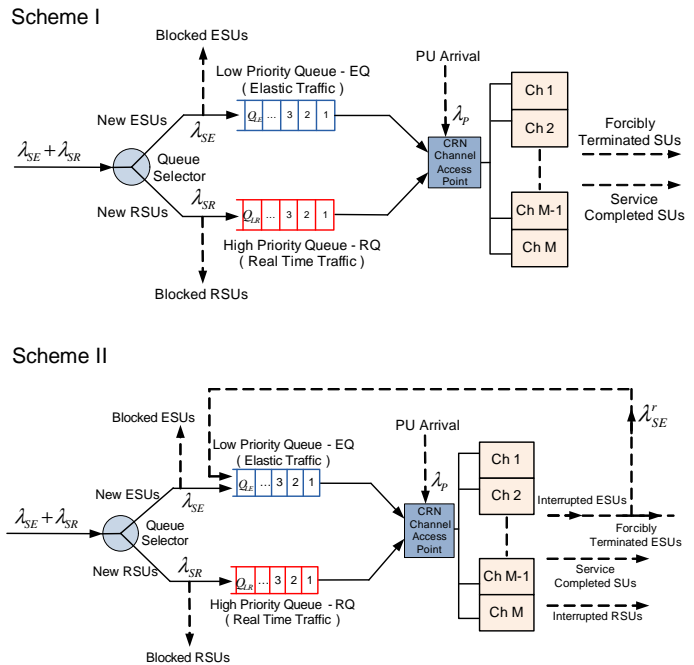 Scheme I
Blocked ESUs
Low Priority Queue - EQ
( Elastic Traffic )
PU Arrival
Ch 1
New ESUs
λ_SE
Q_LE ... 3 2 1
λ_P
Ch 2
λ_SE + λ_SR
Queue
Selector
CRN
Channel
Access
Point
Forcibly
Terminated SUs
New RSUs
λ_SR
Q_LR ... 3 2 1
Service
Completed SUs
Ch M-1
High Priority Queue - RQ
( Real Time Traffic )
Ch M
Blocked RSUs
Scheme II
Blocked ESUs
Low Priority Queue - EQ
( Elastic Traffic )
PU Arrival
λ^r_SE
Ch 1
New ESUs
λ_SE
Q_LE ... 3 2 1
λ_P
Ch 2
Interrupted ESUs
λ_SE + λ_SR
Queue
Selector
CRN
Channel
Access
Point
Forcibly
Terminated ESUs
New RSUs
λ_SR
Q_LR ... 3 2 1
Service
Completed SUs
Ch M-1
High Priority Queue - RQ
( Real Time Traffic )
Ch M
Interrupted RSUs
Blocked RSUs